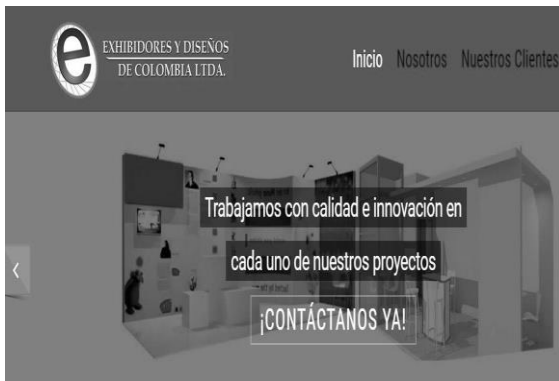 e
EXHIBIDORES Y DISEÑOS
DE COLOMBIA LTDA.
Inicio Nosotros Nuestros Clientes
Trabajamos con calidad e innovación en
cada uno de nuestros proyectos
¡CONTÁCTANOS YA!